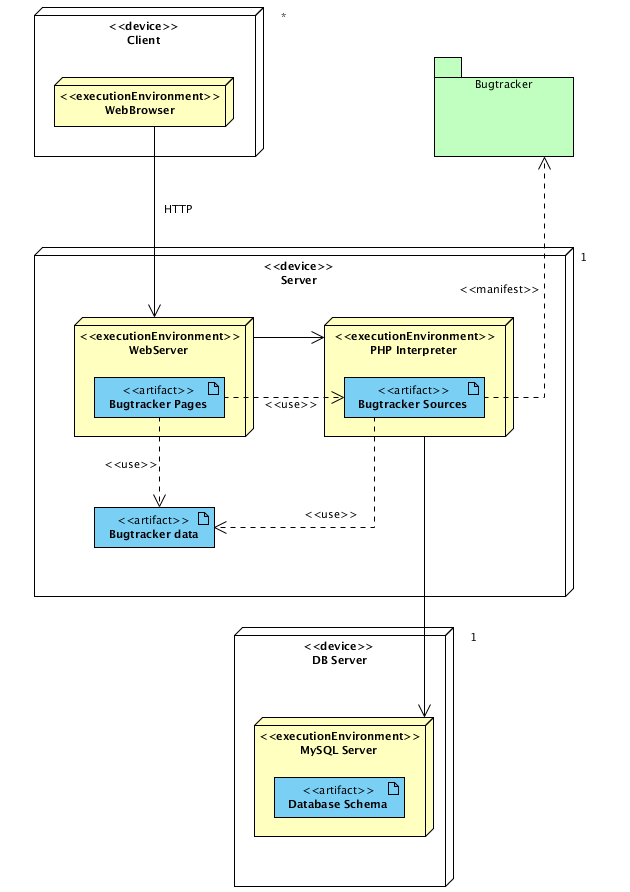 <<device>>
Client
*
<<executionEnvironment>>
WebBrowser
Bugtracker
HTTP
<<device>>
Server
1
<<manifest>>
<<executionEnvironment>>
WebServer
<<executionEnvironment>>
PHP Interpreter
<<artifact>>
Bugtracker Pages
<<use>>
<<artifact>>
Bugtracker Sources
<<use>>
<<use>>
<<artifact>>
Bugtracker data
<<device>>
DB Server
1
<<executionEnvironment>>
MySQL Server
<<artifact>>
Database Schema